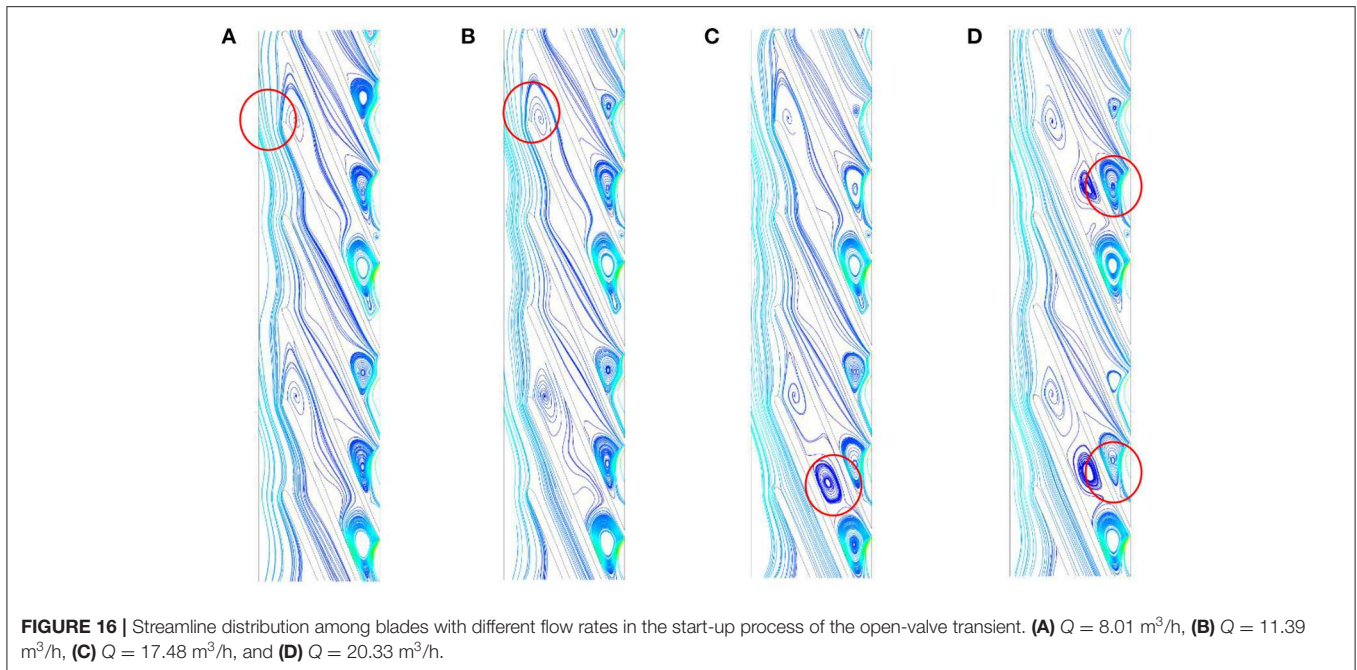 A B C D
FIGURE 16 | Streamline distribution among blades with different flow rates in the start-up process of the open-valve transient. (A) Q = 8.01 m³/h, (B) Q = 11.39
m³/h, (C) Q = 17.48 m³/h, and (D) Q = 20.33 m³/h.